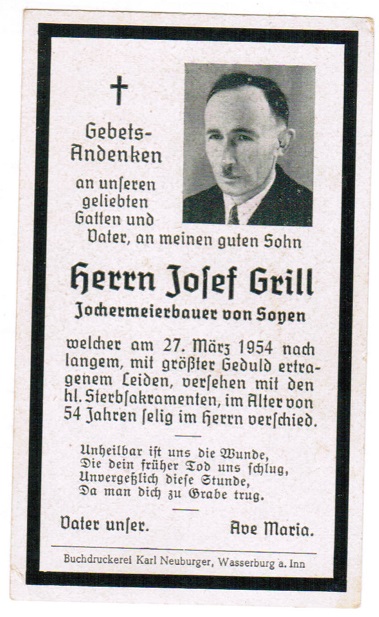 Gebets-
Andenken
an unseren
geliebten
Gatten und
Vater, an meinen guten Sohn
Herrn Josef Grill
Jochermeierbauer von Soyen
welcher am 27. März 1954 nach
langem, mit größter Geduld ertra-
genem Leiden, versehen mit den
hl. Sterbsakramenten, im Alter von
54 Jahren selig im Herrn verschied.
Unheilbar ist uns die Wunde,
Die dein früher Tod uns schlug,
Unvergeßlich diese Stunde,
Da man dich zu Grabe trug.
Vater unser. Ave Maria.
Buchdruckerei Karl Neuburger, Wasserburg a. Inn